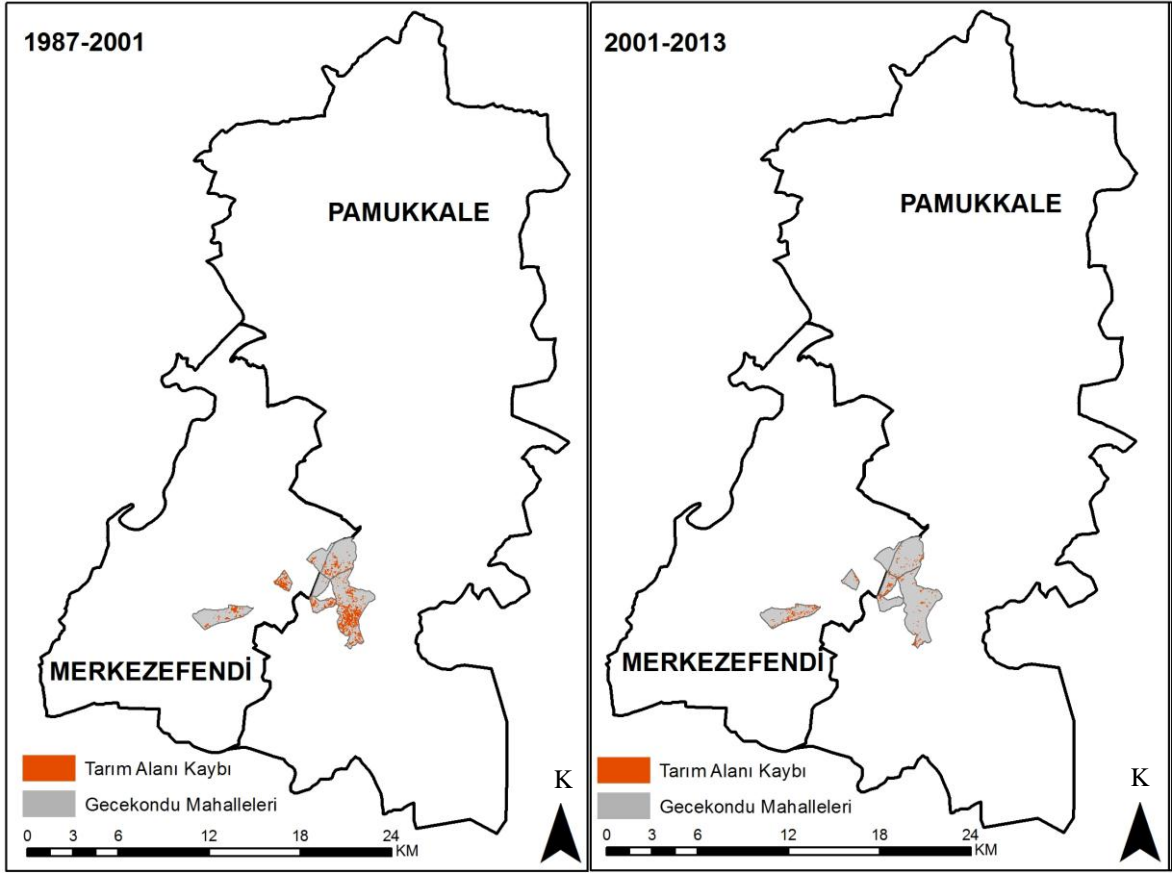 1987-2001
PAMUKKALE
MERKEZEFENDİ
Tarım Alanı Kaybı
Gecekondu Mahalleleri
K
0 3 6 12 18 24
KM
2001-2013
PAMUKKALE
MERKEZEFENDİ
Tarım Alanı Kaybı
Gecekondu Mahalleleri
K
0 3 6 12 18 24
KM